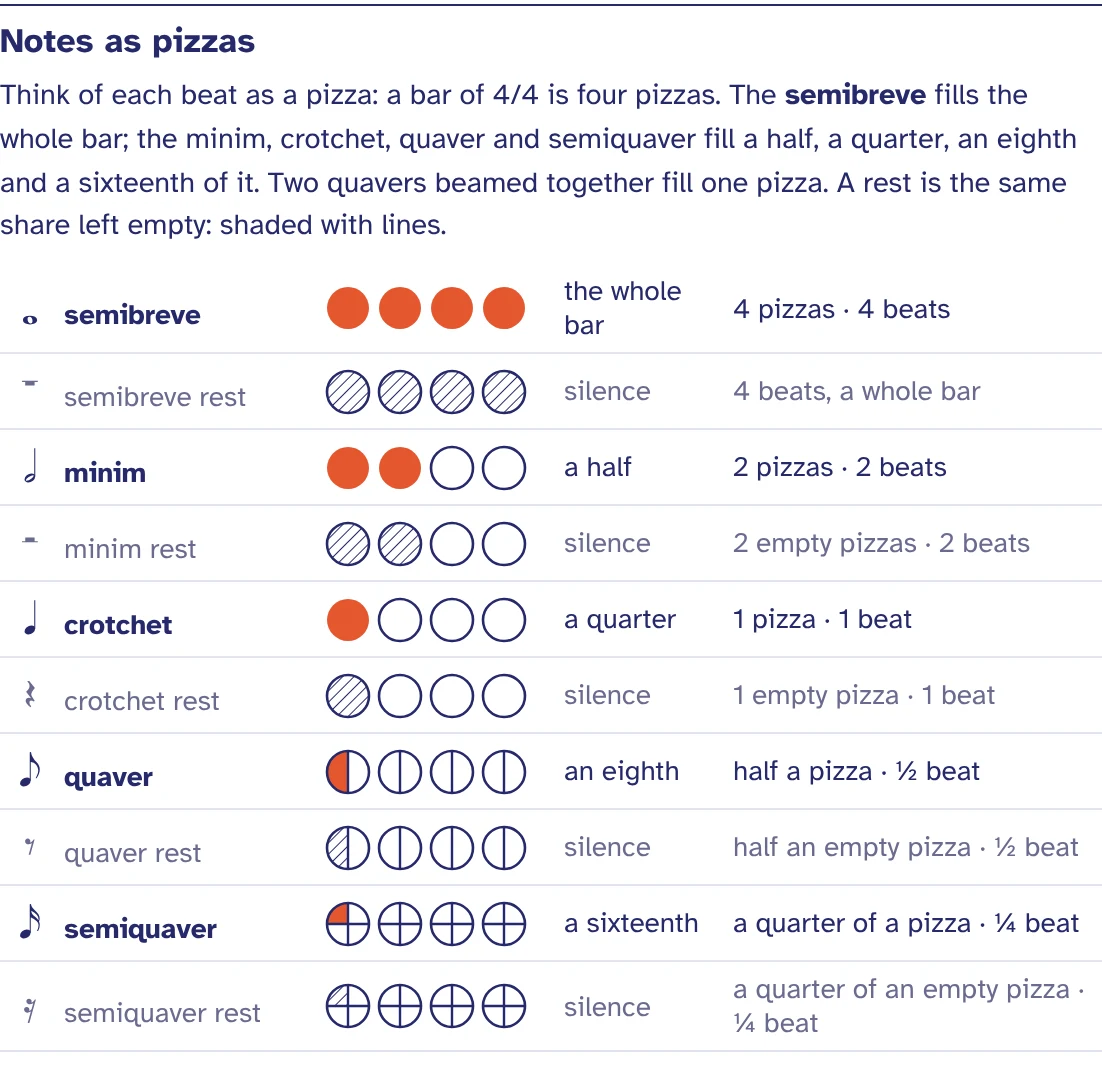 Notes as pizzas
Think of each beat as a pizza: a bar of 4/4 is four pizzas. The semibreve fills the
whole bar; the minim, crotchet, quaver and semiquaver fill a half, a quarter, an eighth
and a sixteenth of it. Two quavers beamed together fill one pizza. A rest is the same
share left empty: shaded with lines.
semibreve the whole bar 4 pizzas · 4 beats
semibreve rest silence 4 beats, a whole bar
minim a half 2 pizzas · 2 beats
minim rest silence 2 empty pizzas · 2 beats
crotchet a quarter 1 pizza · 1 beat
crotchet rest silence 1 empty pizza · 1 beat
quaver an eighth half a pizza · ½ beat
quaver rest silence half an empty pizza · ½ beat
semiquaver a sixteenth a quarter of a pizza · ¼ beat
semiquaver rest silence a quarter of an empty pizza · ¼ beat